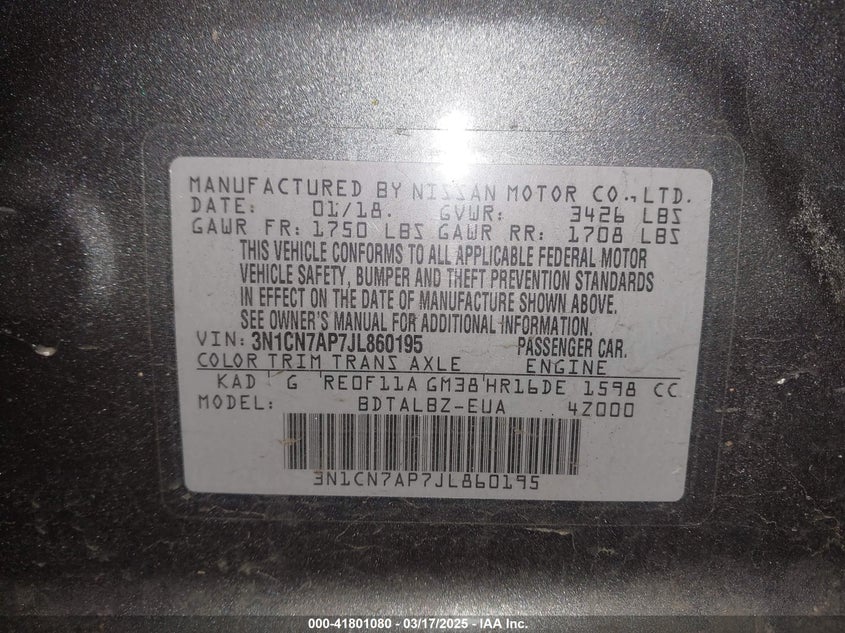 MANUFACTURED BY NISSAN MOTOR CO.,LTD.
DATE: 01/18. GVWR: 3426 LBS
GAWR FR: 1750 LBS GAWR RR: 1708 LBS
THIS VEHICLE CONFORMS TO ALL APPLICABLE FEDERAL MOTOR
VEHICLE SAFETY, BUMPER AND THEFT PREVENTION STANDARDS
IN EFFECT ON THE DATE OF MANUFACTURE SHOWN ABOVE.
SEE OWNER'S MANUAL FOR ADDITIONAL INFORMATION.
VIN: 3N1CN7AP7JL860195 PASSENGER CAR.
COLOR TRIM TRANS AXLE ENGINE
KAD G RE0F11A GM38 HR16DE 1598 CC
MODEL: BDTALBZ-EUA 4Z000
3N1CN7AP7JL860195
000-41801080 - 03/17/2025 - IAA Inc.